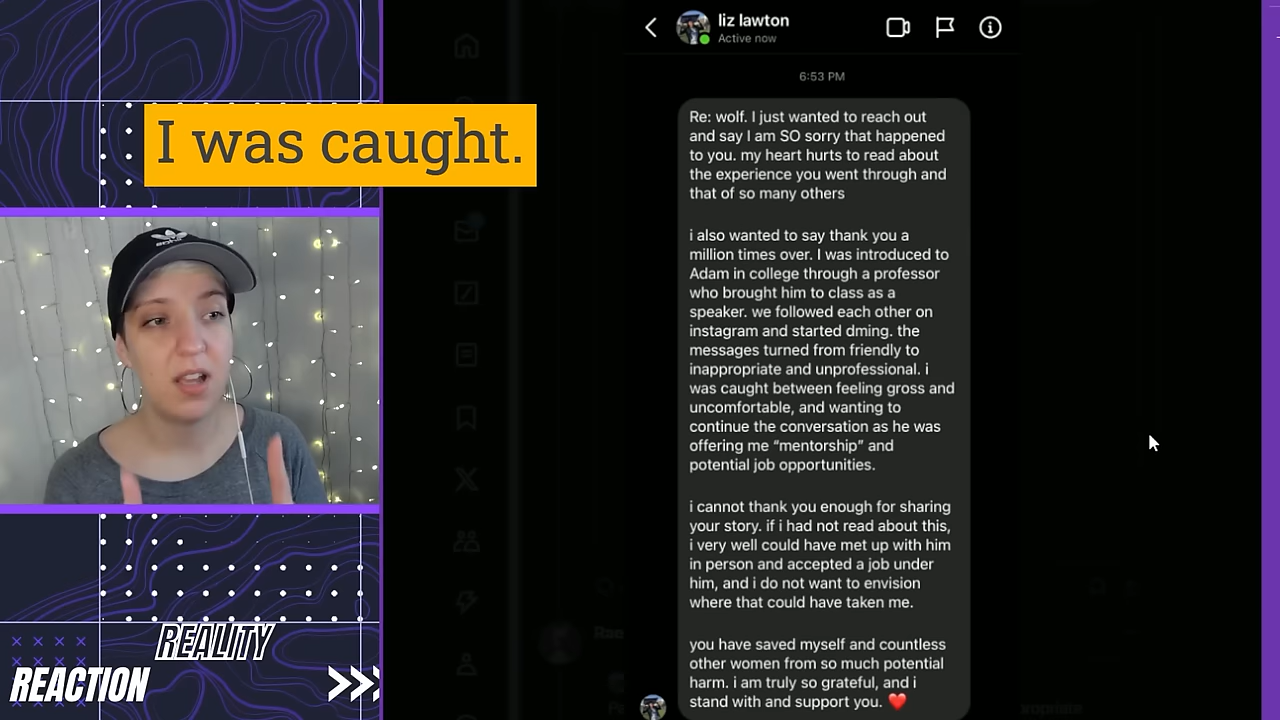 liz lawton
Active now
6:53 PM
I was caught.
Re: wolf. I just wanted to reach out
and say I am SO sorry that happened
to you. my heart hurts to read about
the experience you went through and
that of so many others
i also wanted to say thank you a
million times over. I was introduced to
Adam in college through a professor
who brought him to class as a
speaker. we followed each other on
instagram and started dming. the
messages turned from friendly to
inappropriate and unprofessional. i
was caught between feeling gross and
uncomfortable, and wanting to
continue the conversation as he was
offering me “mentorship” and
potential job opportunities.
i cannot thank you enough for sharing
your story. if i had not read about this,
i very well could have met up with him
in person and accepted a job under
him, and i do not want to envision
where that could have taken me.
you have saved myself and countless
other women from so much potential
harm. i am truly so grateful, and i
stand with and support you. ❤️
REALITY
REACTION